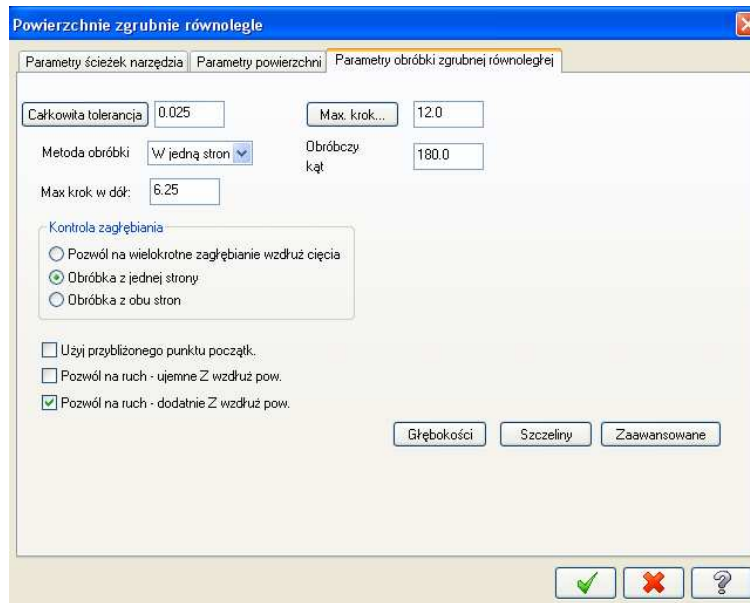 Powierzchnie zgrubnie równolegle
Parametry ścieżek narzędzia Parametry powierzchni Parametry obróbki zgrubnej równoległej
Całkowita tolerancja 0.025 Max. krok... 12.0
Metoda obróbki W jedną stron Obróbczy kąt 180.0
Max krok w dół: 6.25
Kontrola zagłębiania
Pozwól na wielokrotne zagłębianie wzdłuż cięcia
Obróbka z jednej strony
Obróbka z obu stron
Użyj przybliżonego punktu początk.
Pozwól na ruch - ujemne Z wzdłuż pow.
Pozwól na ruch - dodatnie Z wzdłuż pow.
Głębokości Szczeliny Zaawansowane